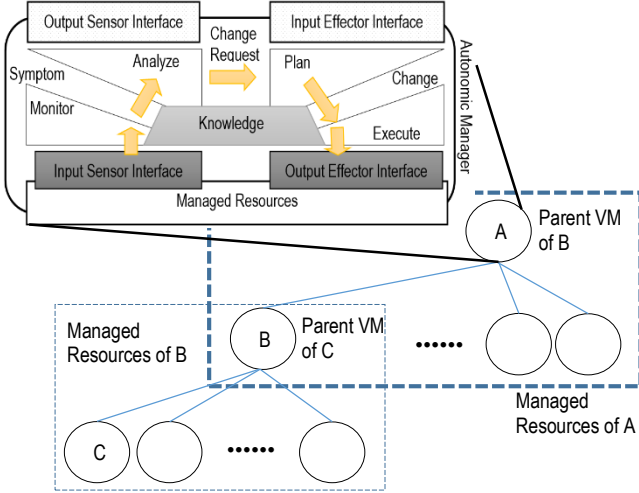 Output Sensor Interface
Input Effector Interface
Change
Request
Analyze
Plan
Symptom
Change
Monitor
Knowledge
Execute
Autonomic Manager
Input Sensor Interface
Output Effector Interface
Managed Resources
A
Parent VM
of B
Managed
Resources of B
B
Parent VM
of C
••••••
Managed
Resources of A
C
••••••